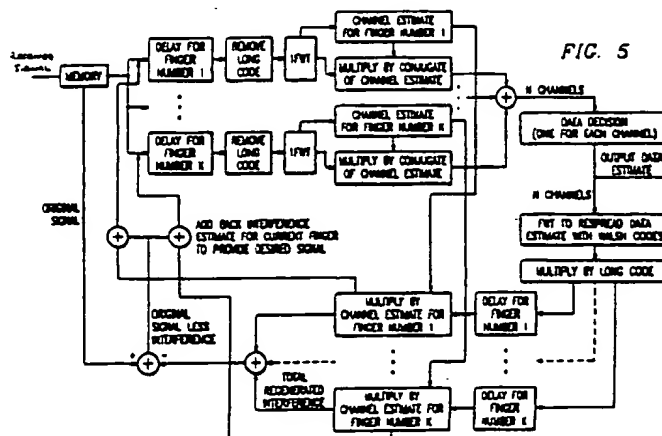 FIG. 5
MEMORY
DELAY FOR
FINGER
NUMBER 1
REMOVE
LONG
CODE
CHANNEL ESTIMATE
FOR FINGER NUMBER 1
MULTIPLY BY CONJUGATE
OF CHANNEL ESTIMATE
DELAY FOR
FINGER
NUMBER K
REMOVE
LONG
CODE
CHANNEL ESTIMATE
FOR FINGER NUMBER K
MULTIPLY BY CONJUGATE
OF CHANNEL ESTIMATE
N CHANNELS
DATA DECISION
(ONE FOR EACH CHANNEL)
OUTPUT DATA
ESTIMATE
N CHANNELS
FWT TO RESPREAD DATA
ESTIMATE WITH WALSH CODES
MULTIPLY BY LONG CODE
ORIGINAL
SIGNAL
ADD BACK INTERFERENCE
ESTIMATE FOR CURRENT FINGER
TO PROVIDE DESIRED SIGNAL
MULTIPLY BY
CHANNEL ESTIMATE FOR
FINGER NUMBER 1
DELAY FOR
FINGER
NUMBER 1
ORIGINAL
SIGNAL LESS
INTERFERENCE
TOTAL
REGENERATED
INTERFERENCE
MULTIPLY BY
CHANNEL ESTIMATE FOR
FINGER NUMBER K
DELAY FOR
FINGER
NUMBER K